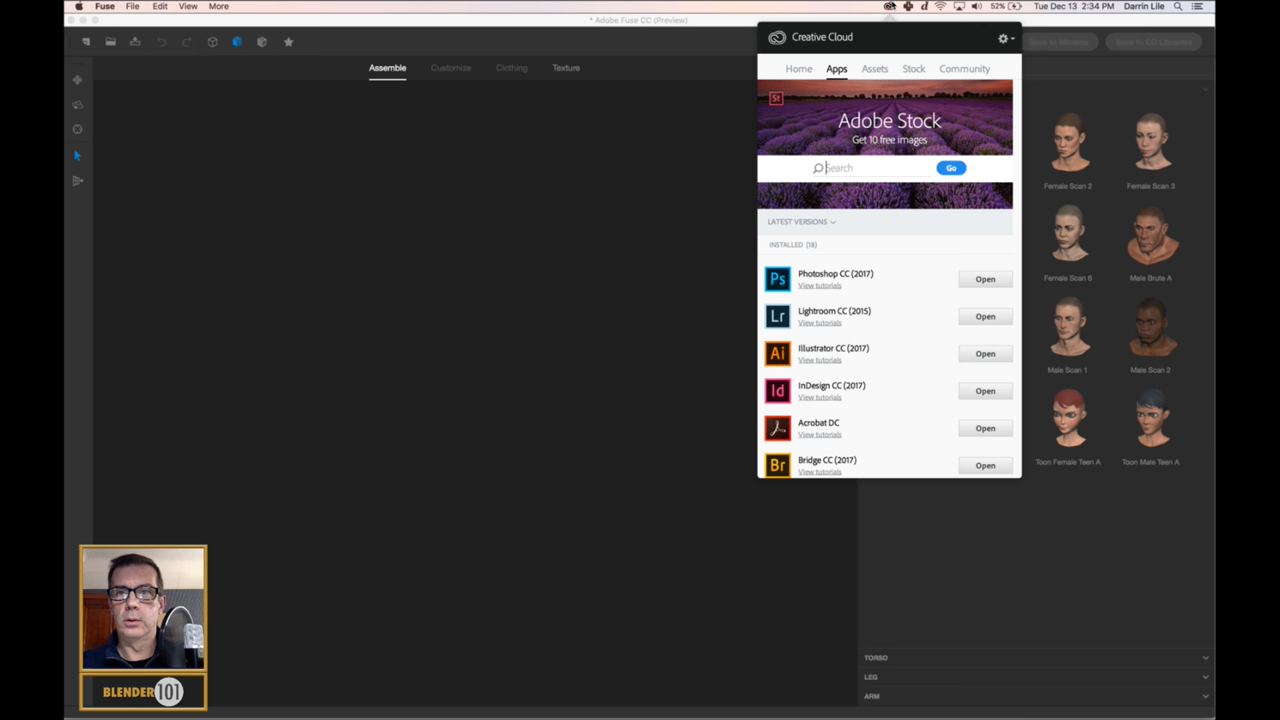 Fuse File Edit View More 52% Tue Dec 13 2:34 PM Darrin Lile
* Adobe Fuse CC (Preview)
Assemble Customize Clothing Texture
Creative Cloud
Home Apps Assets Stock Community
St
Adobe Stock
Get 10 free images
Search Go
LATEST VERSIONS
INSTALLED (18)
Ps Photoshop CC (2017) Open
View tutorials
Lr Lightroom CC (2015) Open
View tutorials
Ai Illustrator CC (2017) Open
View tutorials
Id InDesign CC (2017) Open
View tutorials
Acrobat DC Open
View tutorials
Br Bridge CC (2017) Open
View tutorials
Female Scan 2 Female Scan 3
Female Scan 6 Male Brute A
Male Scan 1 Male Scan 2
Toon Female Teen A Toon Male Teen A
TORSO
LEG
ARM
BLENDER 101